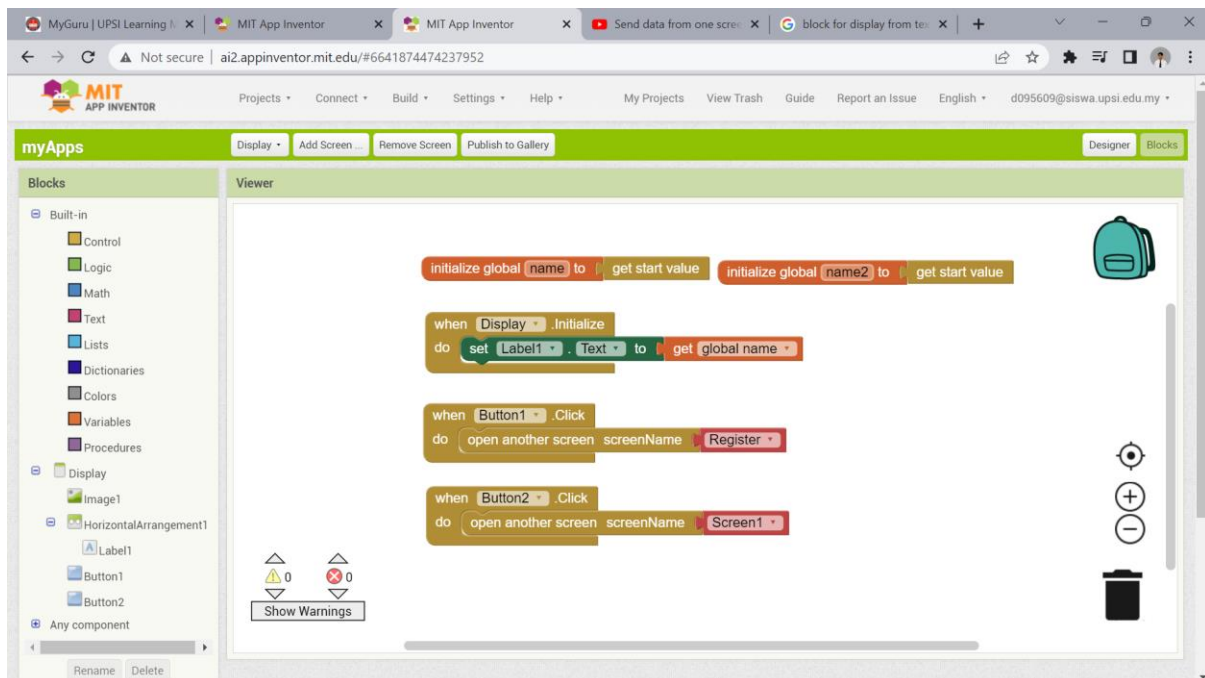 MyGuru | UPSI Learning M
MIT App Inventor
MIT App Inventor
Send data from one scree
block for display from tex
Not secure | ai2.appinventor.mit.edu/#6641874474237952
MIT
APP INVENTOR
Projects
Connect
Build
Settings
Help
My Projects
View Trash
Guide
Report an Issue
English
d095609@siswa.upsi.edu.my
myApps
Display
Add Screen ...
Remove Screen
Publish to Gallery
Designer
Blocks
Blocks
Viewer
Built-in
Control
Logic
Math
Text
Lists
Dictionaries
Colors
Variables
Procedures
Display
Image1
HorizontalArrangement1
A Label1
Button1
Button2
Any component
Rename
Delete
initialize global name to get start value
initialize global name2 to get start value
when Display .Initialize
do set Label1 . Text to get global name
when Button1 .Click
do open another screen screenName Register
when Button2 .Click
do open another screen screenName Screen1
0
0
Show Warnings